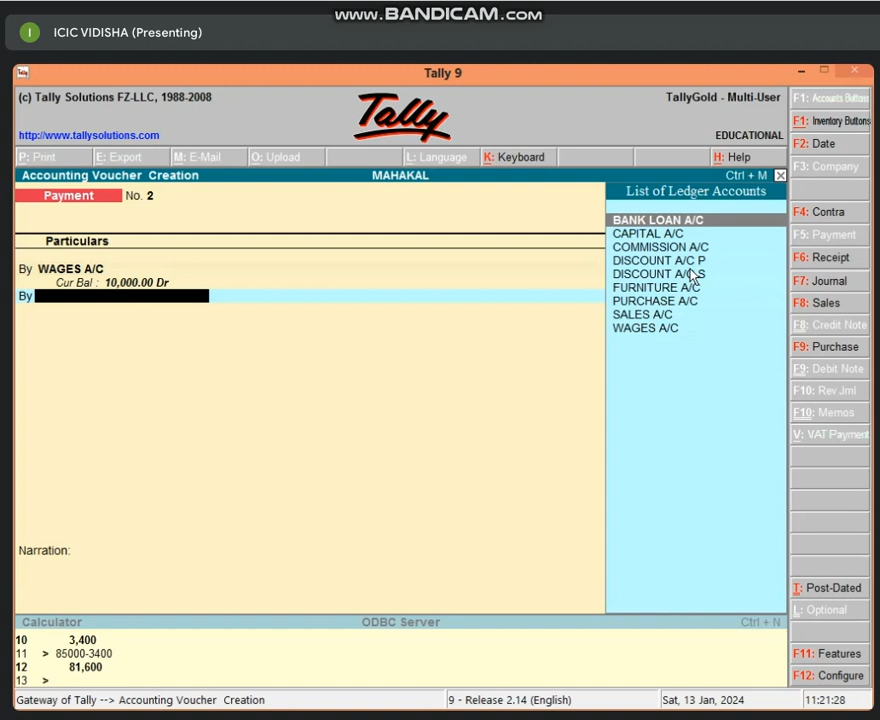 www.BANDICAM.com
I ICIC VIDISHA (Presenting)
Tally Tally 9
(c) Tally Solutions FZ-LLC, 1988-2008
Tally
TallyGold - Multi-User
http://www.tallysolutions.com
EDUCATIONAL
P: Print E: Export M: E-Mail O: Upload L: Language K: Keyboard H: Help
Accounting Voucher Creation MAHAKAL Ctrl + M
Payment No. 2
Particulars
By WAGES A/C
Cur Bal : 10,000.00 Dr
By
Narration:
List of Ledger Accounts
BANK LOAN A/C
CAPITAL A/C
COMMISSION A/C
DISCOUNT A/C P
DISCOUNT A/C S
FURNITURE A/C
PURCHASE A/C
SALES A/C
WAGES A/C
F1: Accounts Buttons
F1: Inventory Buttons
F2: Date
F3: Company
F4: Contra
F5: Payment
F6: Receipt
F7: Journal
F8: Sales
F8: Credit Note
F9: Purchase
F9: Debit Note
F10: Rev Jrnl
F10: Memos
V: VAT Payment
T: Post-Dated
L: Optional
F11: Features
F12: Configure
Calculator ODBC Server Ctrl + N
10 3,400
11 > 85000-3400
12 81,600
13 >
Gateway of Tally --> Accounting Voucher Creation 9 - Release 2.14 (English) Sat, 13 Jan, 2024 11:21:28